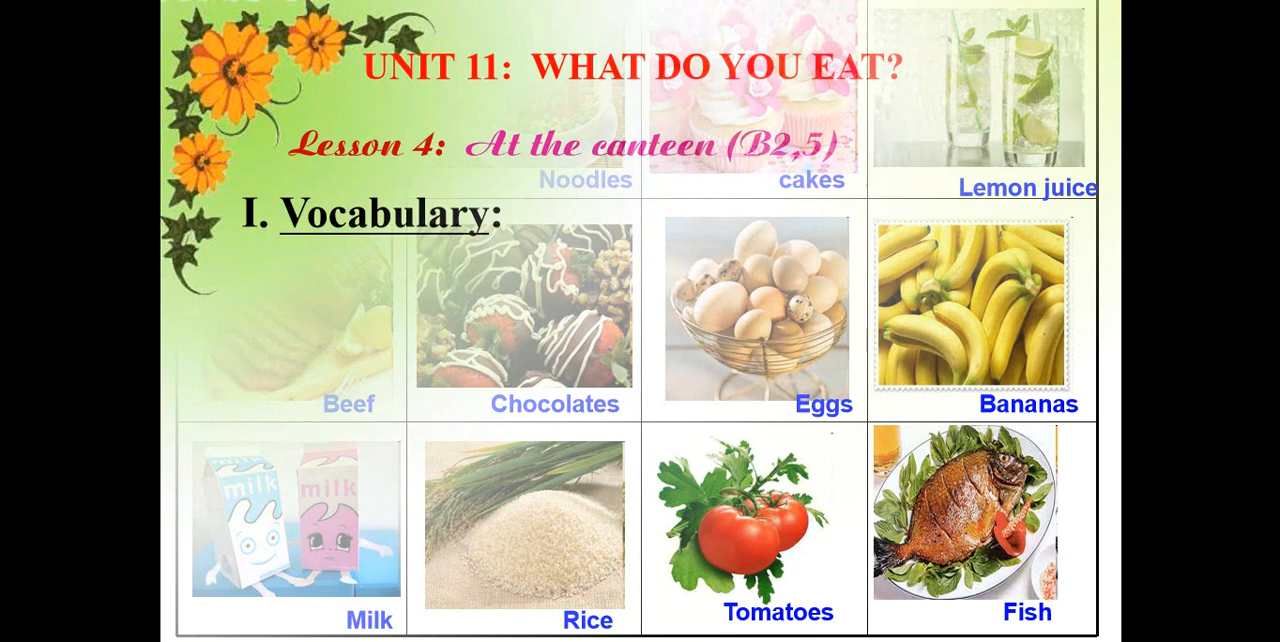 UNIT 11: WHAT DO YOU EAT?
Lesson 4: At the canteen (B2,5)
Noodles
cakes
Lemon juice
I. Vocabulary:
Beef
Chocolates
Eggs
Bananas
milk
milk
Milk
Rice
Tomatoes
Fish